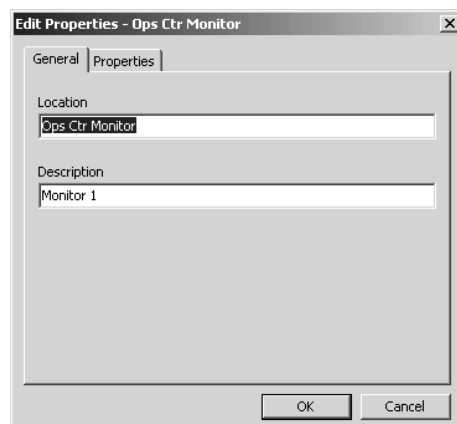 Edit Properties - Ops Ctr Monitor
General Properties
Location
Ops Ctr Monitor
Description
Monitor 1
OK Cancel